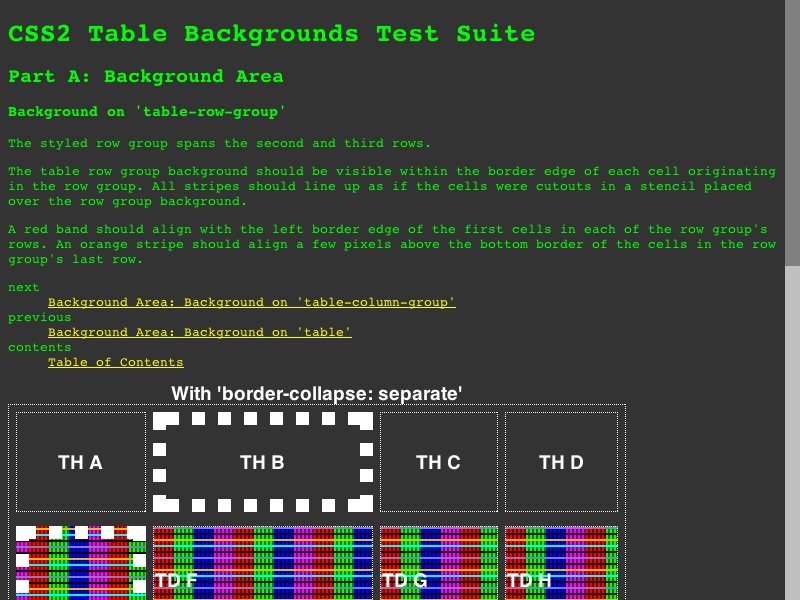 CSS2 Table Backgrounds Test Suite
Part A: Background Area
Background on 'table-row-group'
The styled row group spans the second and third rows.
The table row group background should be visible within the border edge of each cell originating
in the row group. All stripes should line up as if the cells were cutouts in a stencil placed
over the row group background.
A red band should align with the left border edge of the first cells in each of the row group's
rows. An orange stripe should align a few pixels above the bottom border of the cells in the row
group's last row.
next
Background Area: Background on 'table-column-group'
previous
Background Area: Background on 'table'
contents
Table of Contents
With 'border-collapse: separate'
TH A TH B TH C TH D
TD F TD G TD H